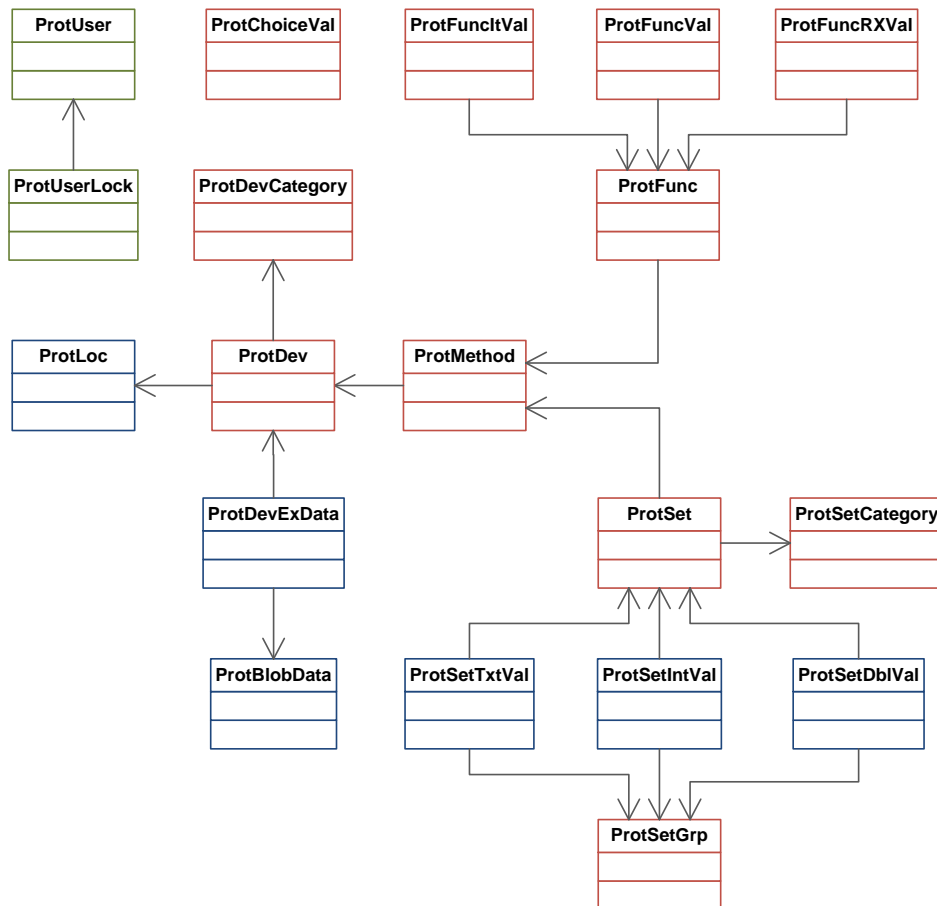 ProtUser
ProtChoiceVal
ProtFuncItVal
ProtFuncVal
ProtFuncRXVal
ProtUserLock
ProtDevCategory
ProtFunc
ProtLoc
ProtDev
ProtMethod
ProtDevExData
ProtSet
ProtSetCategory
ProtBlobData
ProtSetTxtVal
ProtSetIntVal
ProtSetDblVal
ProtSetGrp